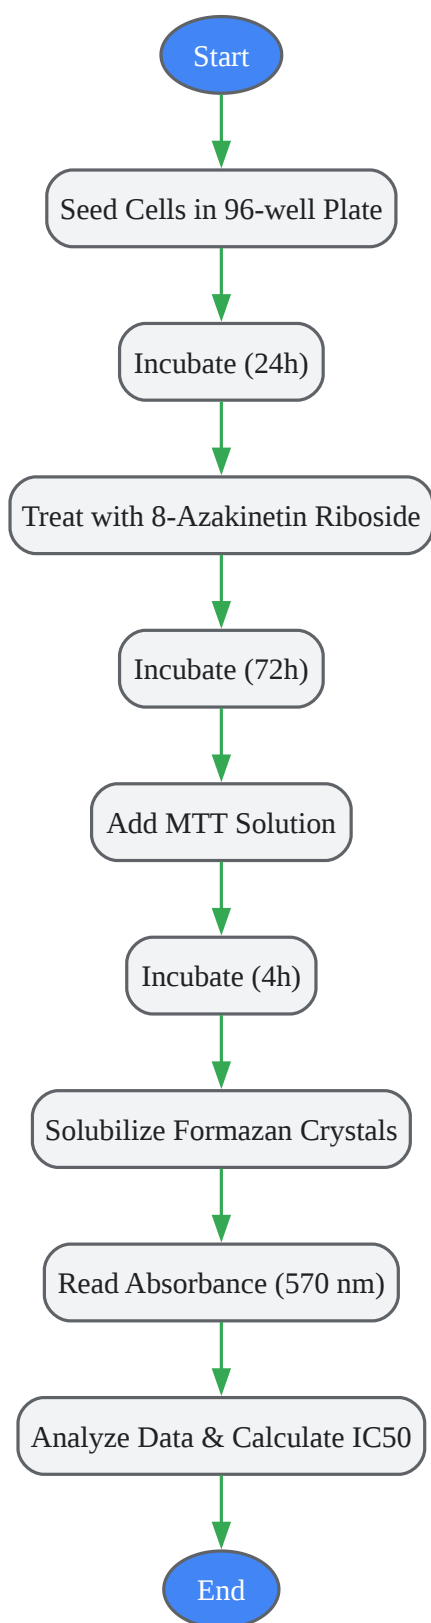 Start
Seed Cells in 96-well Plate
Incubate (24h)
Treat with 8-Azakinetin Riboside
Incubate (72h)
Add MTT Solution
Incubate (4h)
Solubilize Formazan Crystals
Read Absorbance (570 nm)
Analyze Data & Calculate IC50
End